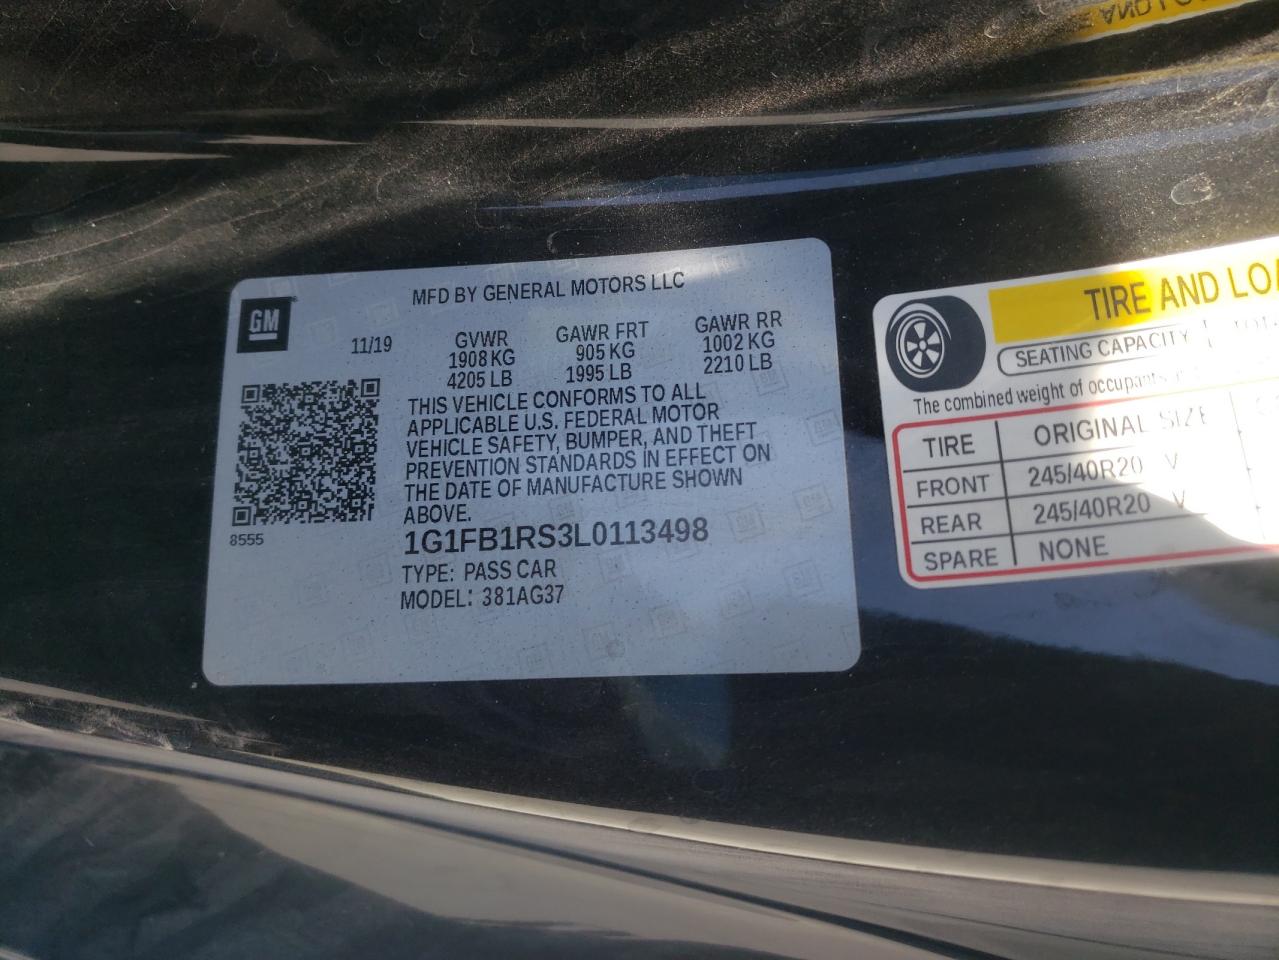 GM
MFD BY GENERAL MOTORS LLC
11/19
GVWR GAWR FRT GAWR RR
1908 KG 905 KG 1002 KG
4205 LB 1995 LB 2210 LB
THIS VEHICLE CONFORMS TO ALL
APPLICABLE U.S. FEDERAL MOTOR
VEHICLE SAFETY, BUMPER, AND THEFT
PREVENTION STANDARDS IN EFFECT ON
THE DATE OF MANUFACTURE SHOWN
ABOVE.
8555
1G1FB1RS3L0113498
TYPE: PASS CAR
MODEL: 381AG37
TIRE AND
SEATING CAPACITY
The combined weight of occupants
TIRE ORIGINAL SIZE
FRONT 245/40R20 V
REAR 245/40R20 V
SPARE NONE